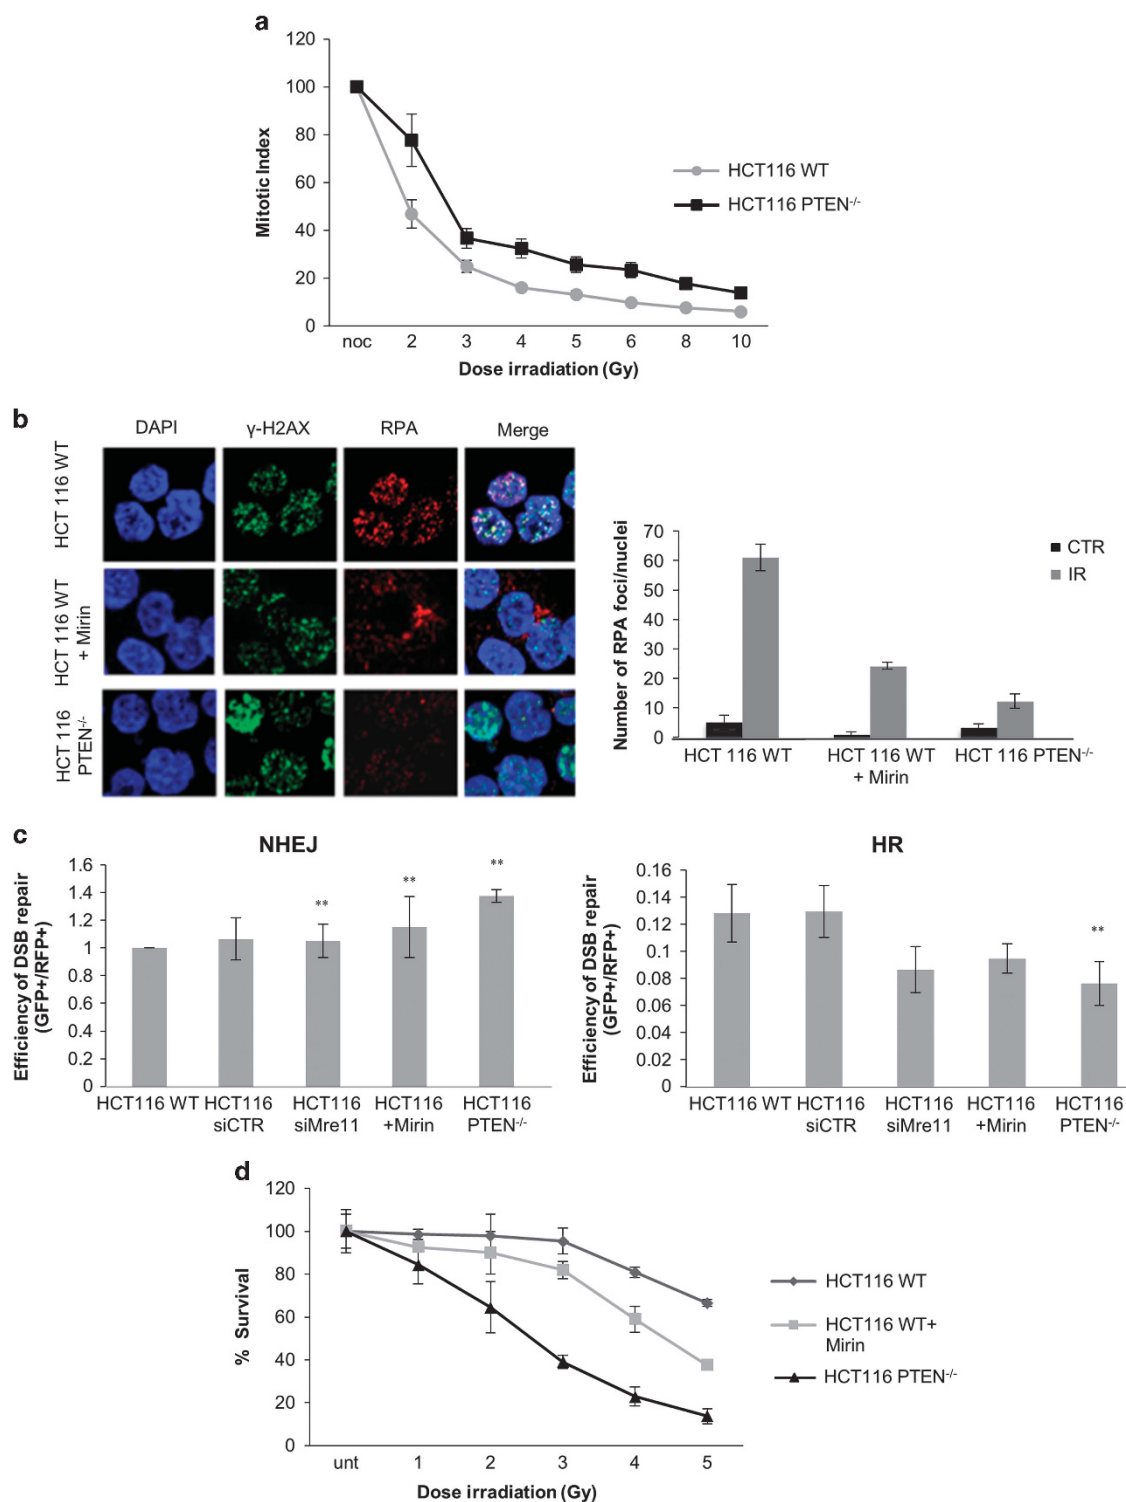 a
120
100
80
60
40
20
0
Mitotic Index
noc 2 3 4 5 6 8 10
Dose irradiation (Gy)
HCT116 WT
HCT116 PTEN-/-
b
DAPI γ-H2AX RPA Merge
HCT 116 WT
HCT 116 WT
+ Mirin
HCT 116
PTEN-/-
70
60
50
40
30
20
10
0
Number of RPA foci/nuclei
CTR
IR
HCT 116 WT
HCT 116 WT
+ Mirin
HCT 116 PTEN-/-
c
NHEJ
1.6
1.4
1.2
1
0.8
0.6
0.4
0.2
0
Efficiency of DSB repair
(GFP+/RFP+)
** ** **
HCT116 WT
HCT116
siCTR
HCT116
siMre11
HCT116
+Mirin
HCT116
PTEN-/-
HR
0.16
0.14
0.12
0.1
0.08
0.06
0.04
0.02
0
Efficiency of DSB repair
(GFP+/RFP+)
**
HCT116 WT
HCT116
siCTR
HCT116
siMre11
HCT116
+Mirin
HCT116
PTEN-/-
d
120
100
80
60
40
20
0
% Survival
unt 1 2 3 4 5
Dose irradiation (Gy)
HCT116 WT
HCT116 WT+
Mirin
HCT116 PTEN-/-